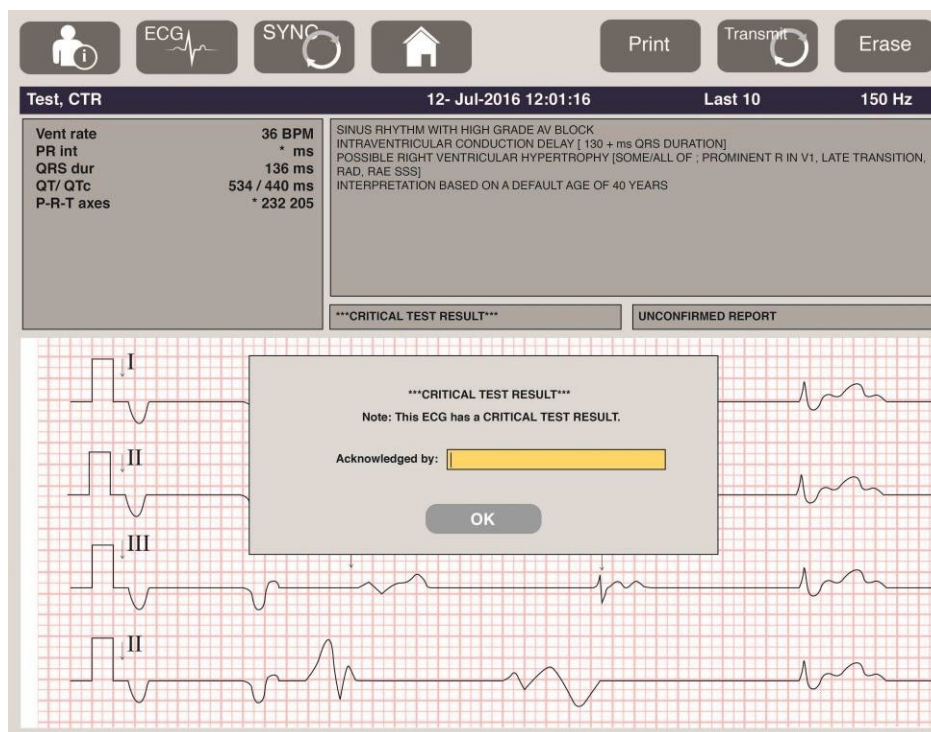 ECG
SYNC
Print
Transmit
Erase
Test, CTR 12- Jul-2016 12:01:16 Last 10 150 Hz
Vent rate 36 BPM
PR int * ms
QRS dur 136 ms
QT/ QTc 534 / 440 ms
P-R-T axes * 232 205
SINUS RHYTHM WITH HIGH GRADE AV BLOCK
INTRAVENTRICULAR CONDUCTION DELAY [ 130 + ms QRS DURATION]
POSSIBLE RIGHT VENTRICULAR HYPERTROPHY [SOME/ALL OF ; PROMINENT R IN V1, LATE TRANSITION,
RAD, RAE SSS]
INTERPRETATION BASED ON A DEFAULT AGE OF 40 YEARS
***CRITICAL TEST RESULT***
UNCONFIRMED REPORT
I
***CRITICAL TEST RESULT***
Note: This ECG has a CRITICAL TEST RESULT.
II
Acknowledged by:
OK
III
II